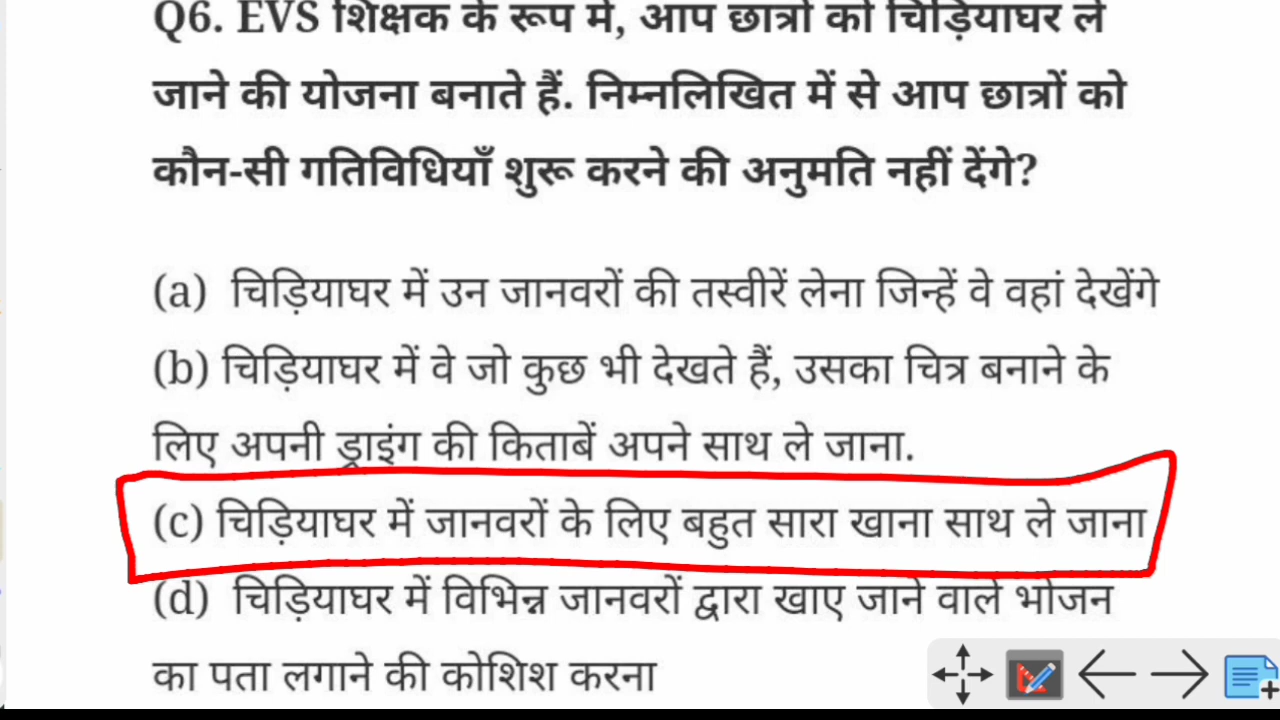 Q6. EVS शिक्षक के रूप में, आप छात्रों को चिड़ियाघर ले
जाने की योजना बनाते हैं. निम्नलिखित में से आप छात्रों को
कौन-सी गतिविधियाँ शुरू करने की अनुमति नहीं देंगे?
(a) चिड़ियाघर में उन जानवरों की तस्वीरें लेना जिन्हें वे वहां देखेंगे
(b) चिड़ियाघर में वे जो कुछ भी देखते हैं, उसका चित्र बनाने के
लिए अपनी ड्राइंग की किताबें अपने साथ ले जाना.
(c) चिड़ियाघर में जानवरों के लिए बहुत सारा खाना साथ ले जाना
(d) चिड़ियाघर में विभिन्न जानवरों द्वारा खाए जाने वाले भोजन
का पता लगाने की कोशिश करना